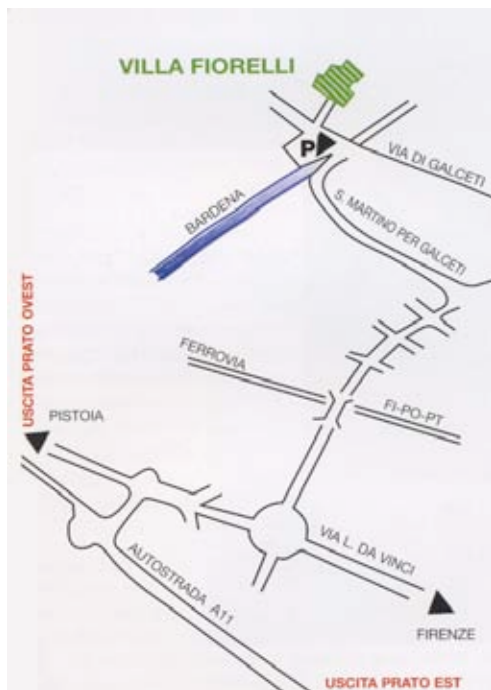 VILLA FIORELLI
P
VIA DI GALCETI
BARDENA
S. MARTINO PER GALCETI
USCITA PRATO OVEST
FERROVIA
FI-PO-PT
PISTOIA
VIA L. DA VINCI
AUTOSTRADA A11
FIRENZE
USCITA PRATO EST